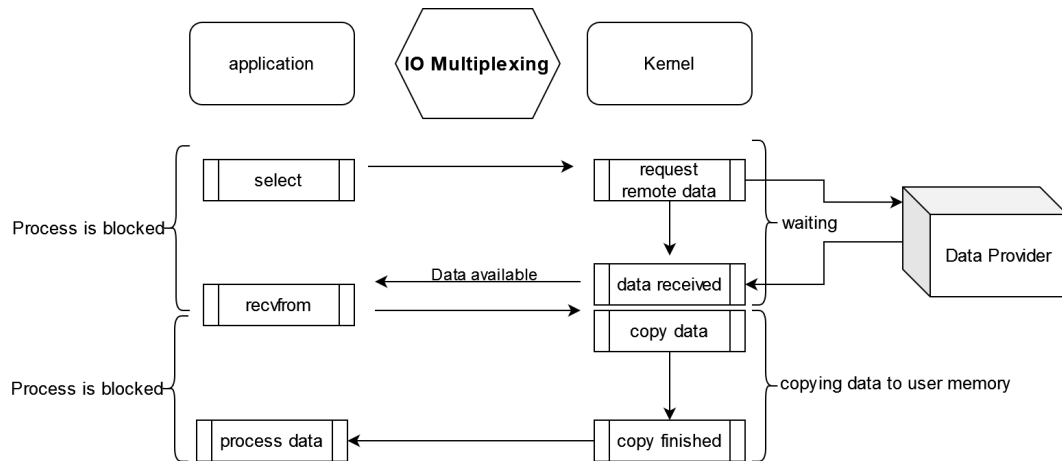 application
IO Multiplexing
Kernel
select
request
remote data
Process is blocked
waiting
Data Provider
Data available
data received
recvfrom
copy data
Process is blocked
copying data to user memory
process data
copy finished